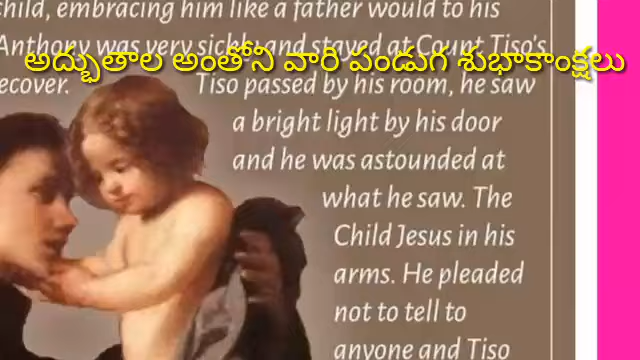 child, embracing him like a father would to his
Anthony was very sickly and stayed at Count Tiso's
అద్భుతాల అంతోని వారి పండుగ శుభాకాంక్షలు
ecover. Tiso passed by his room, he saw
a bright light by his door
and he was astounded at
what he saw. The
Child Jesus in his
arms. He pleaded
not to tell to
anyone and Tiso